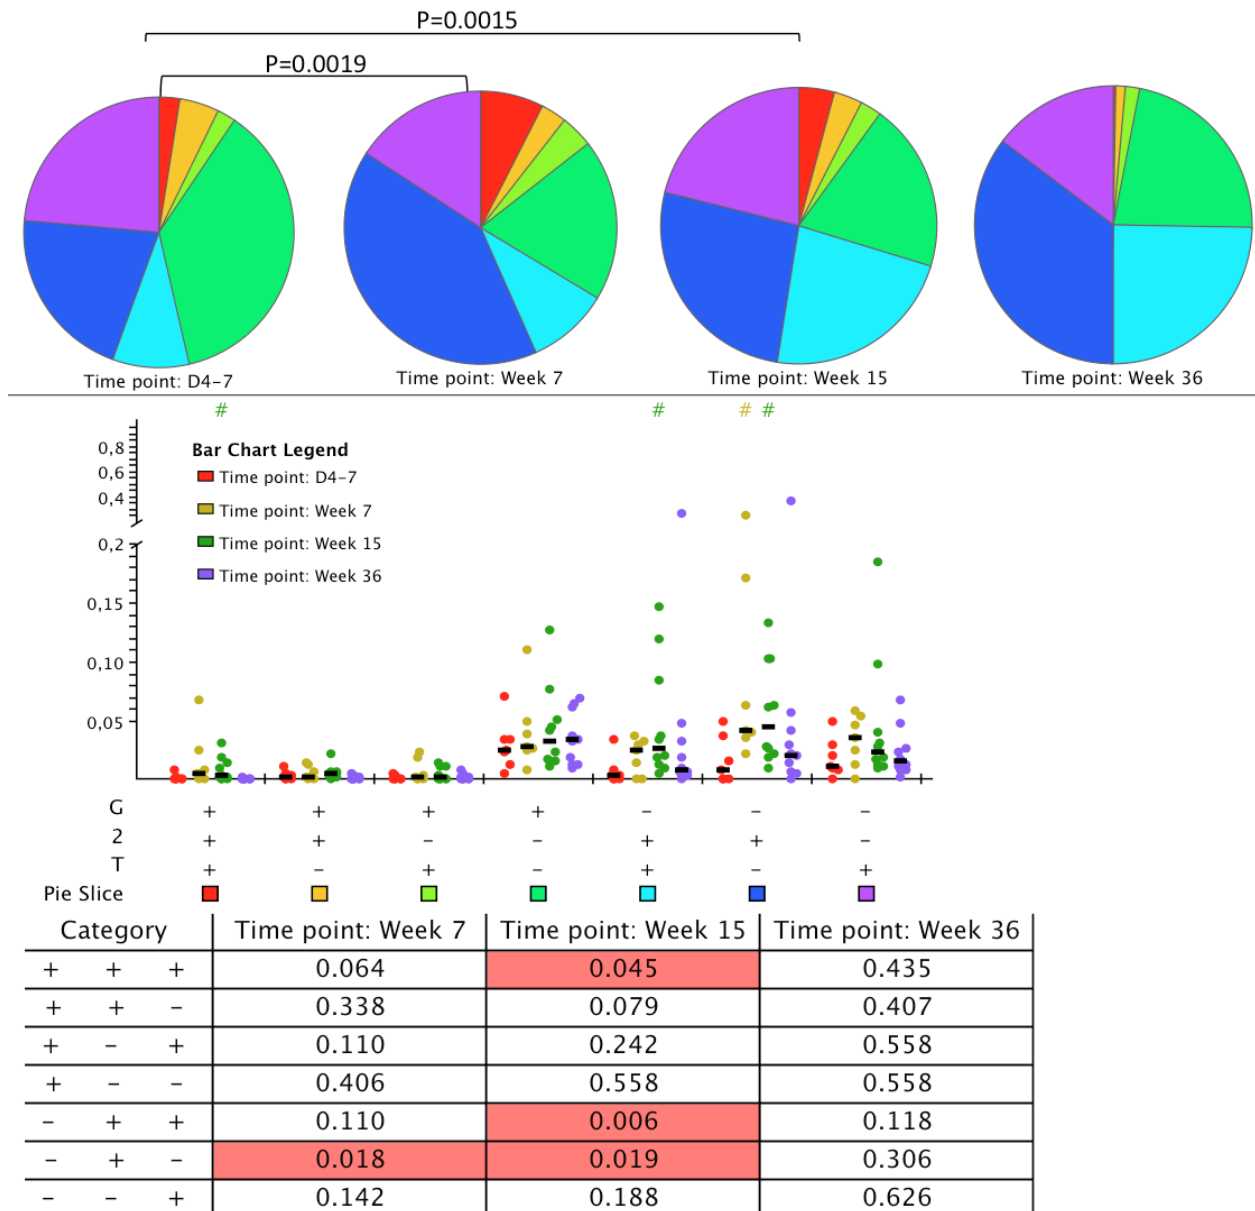 P=0.0015
P=0.0019
Time point: D4-7
Time point: Week 7
Time point: Week 15
Time point: Week 36
# # # #
Bar Chart Legend
Time point: D4-7
Time point: Week 7
Time point: Week 15
Time point: Week 36
0,8
0,6
0,4
0,2
0,15
0,10
0,05
G + + + + – – –
2 + + – – + + –
T + – + – + – +
Pie Slice
Category Time point: Week 7 Time point: Week 15 Time point: Week 36
+ + + 0.064 0.045 0.435
+ + – 0.338 0.079 0.407
+ – + 0.110 0.242 0.558
+ – – 0.406 0.558 0.558
– + + 0.110 0.006 0.118
– + – 0.018 0.019 0.306
– – + 0.142 0.188 0.626